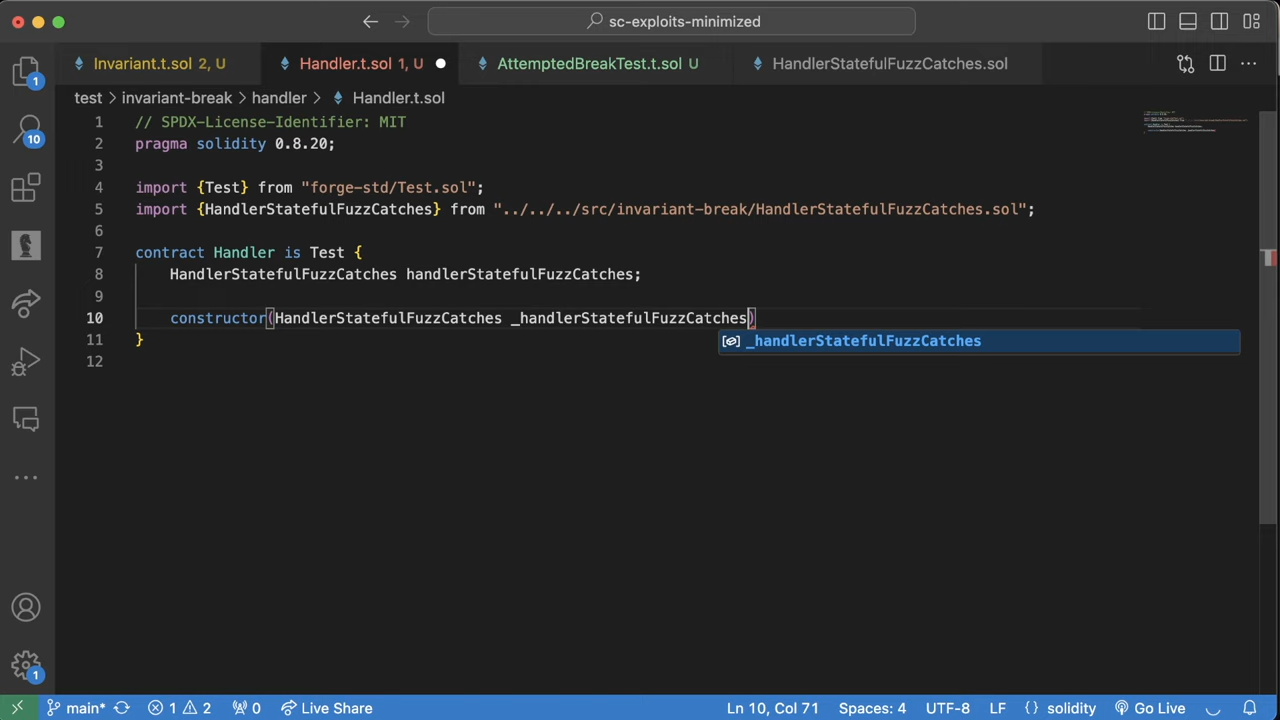 sc-exploits-minimized
Invariant.t.sol 2, U
Handler.t.sol 1, U
AttemptedBreakTest.t.sol U
HandlerStatefulFuzzCatches.sol
test > invariant-break > handler > Handler.t.sol
1 // SPDX-License-Identifier: MIT
2 pragma solidity 0.8.20;
3
4 import {Test} from "forge-std/Test.sol";
5 import {HandlerStatefulFuzzCatches} from "../../../src/invariant-break/HandlerStatefulFuzzCatches.sol";
6
7 contract Handler is Test {
8 HandlerStatefulFuzzCatches handlerStatefulFuzzCatches;
9
10 constructor(HandlerStatefulFuzzCatches _handlerStatefulFuzzCatches)
_handlerStatefulFuzzCatches
11 }
12
1
10
1
main* 1 2 0 Live Share Ln 10, Col 71 Spaces: 4 UTF-8 LF {} solidity Go Live